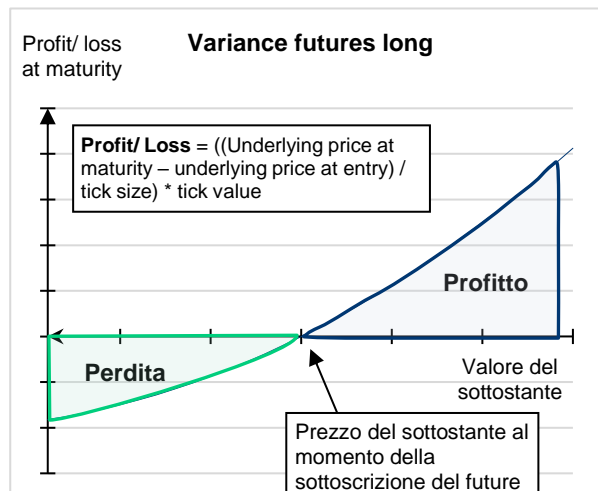 Profit/ loss
at maturity
Variance futures long
Profit/ Loss = ((Underlying price at
maturity – underlying price at entry) /
tick size) * tick value
Profitto
Perdita
Valore del
sottostante
Prezzo del sottostante al
momento della
sottoscrizione del future